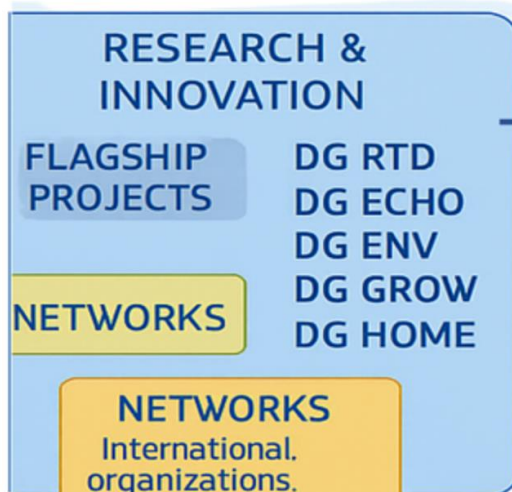 RESEARCH &
INNOVATION
FLAGSHIP
PROJECTS
DG RTD
DG ECHO
DG ENV
DG GROW
DG HOME
NETWORKS
NETWORKS
International.
organizations.